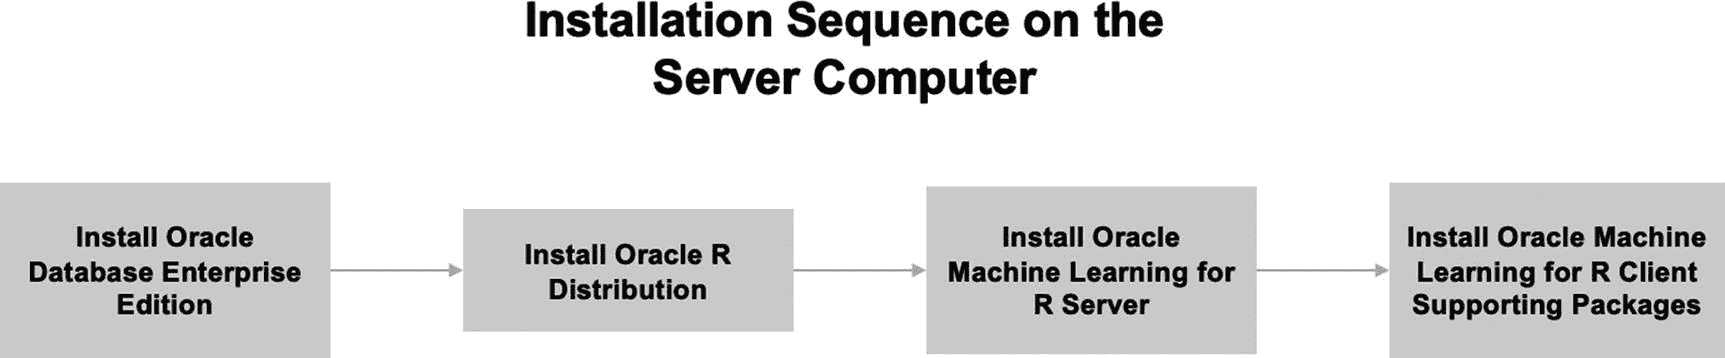 Installation Sequence on the
Server Computer
Install Oracle
Database Enterprise
Edition
Install Oracle R
Distribution
Install Oracle
Machine Learning for
R Server
Install Oracle Machine
Learning for R Client
Supporting Packages